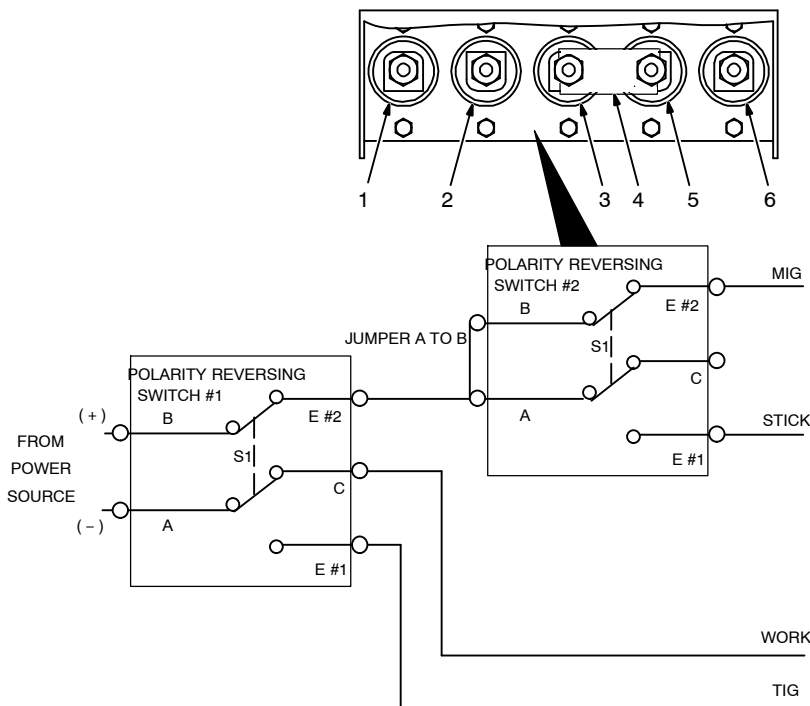 1 2 3 4 5 6
POLARITY REVERSING
SWITCH #2
MIG
B
E #2
JUMPER A TO B
S1
C
A
STICK
E #1
POLARITY REVERSING
SWITCH #1
(+)
B
E #2
FROM
POWER
SOURCE
S1
C
(−)
A
E #1
WORK
TIG